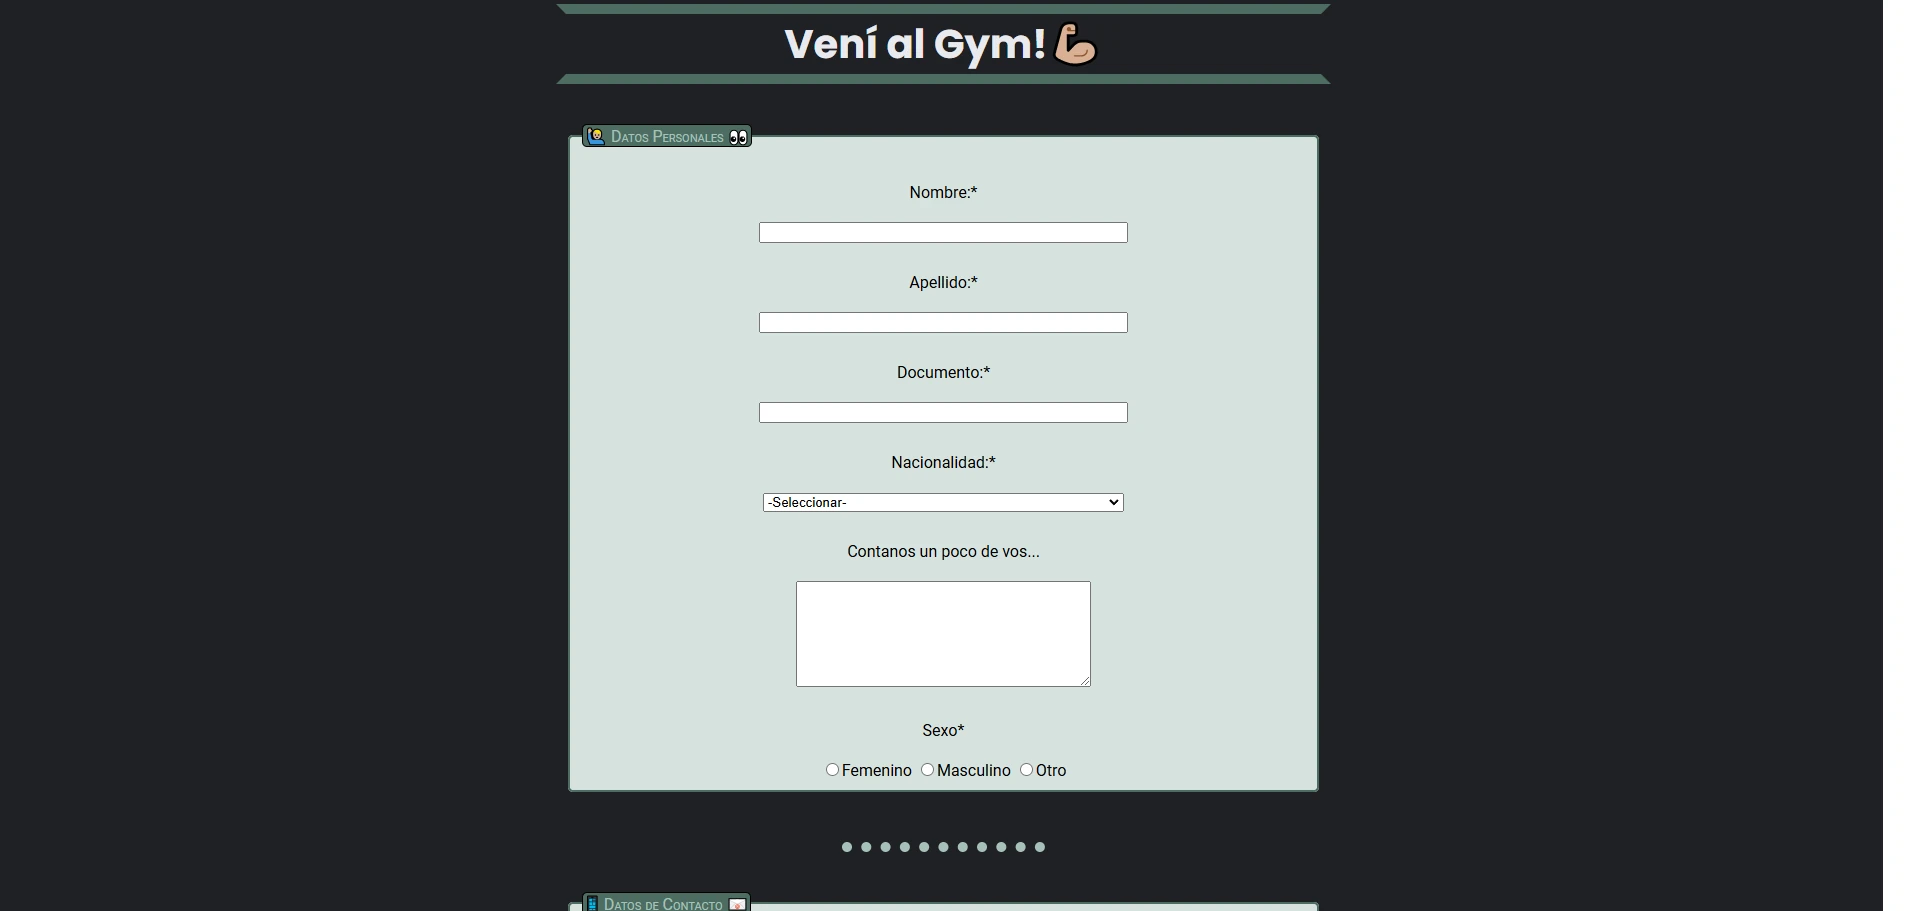 Vení al Gym!💪🏼
🙋‍♂️ Datos Personales 👀
Nombre:*
Apellido:*
Documento:*
Nacionalidad:*
-Seleccionar-
Contanos un poco de vos...
Sexo*
Femenino Masculino Otro
📱 Datos de Contacto 💌